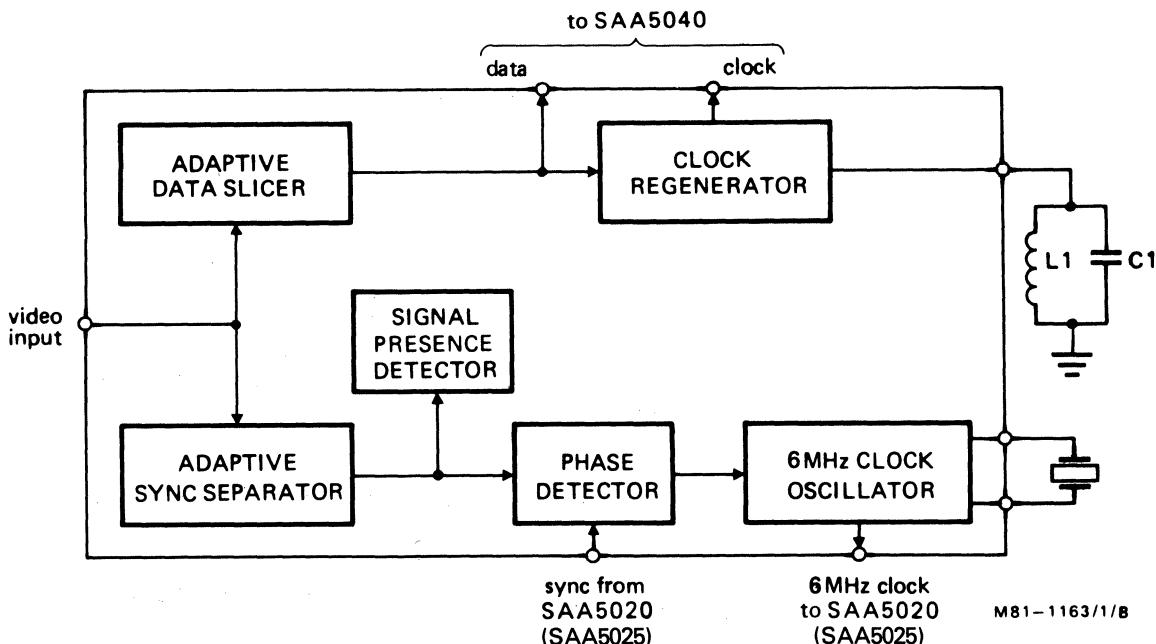 to SAA5040
data
clock
ADAPTIVE
DATA SLICER
CLOCK
REGENERATOR
L1
C1
video
input
SIGNAL
PRESENCE
DETECTOR
ADAPTIVE
SYNC SEPARATOR
PHASE
DETECTOR
6MHz CLOCK
OSCILLATOR
sync from
SAA5020
(SAA5025)
6MHz clock
to SAA5020
(SAA5025)
M81-1163/1/B